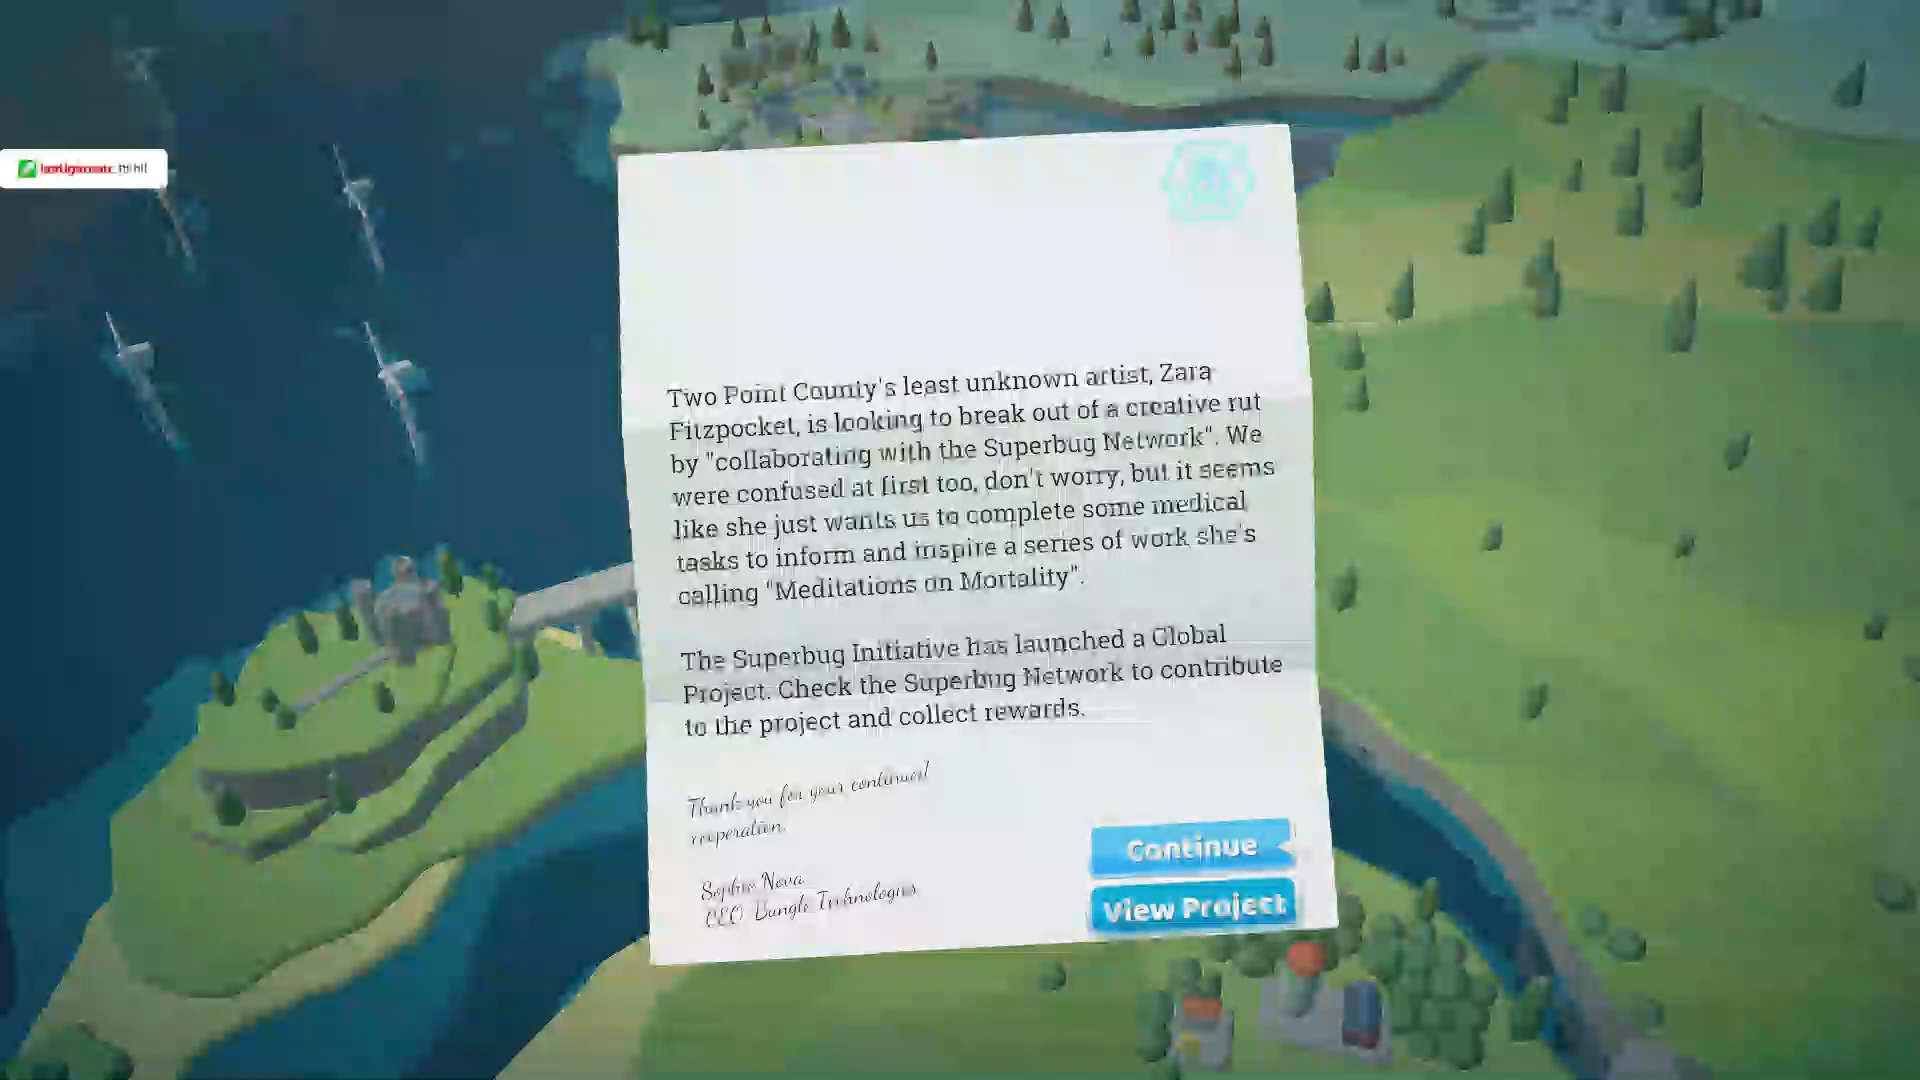 hi hi!
Two Point County's least unknown artist, Zara
Fitzpocket, is looking to break out of a creative rut
by "collaborating with the Superbug Network". We
were confused at first too, don't worry, but it seems
like she just wants us to complete some medical
tasks to inform and inspire a series of work she's
calling "Meditations on Mortality".
The Superbug Initiative has launched a Global
Project. Check the Superbug Network to contribute
to the project and collect rewards.
Thank you for your continued
cooperation.
Sophie Nova
CEO Bungle Technologies
Continue
View Project